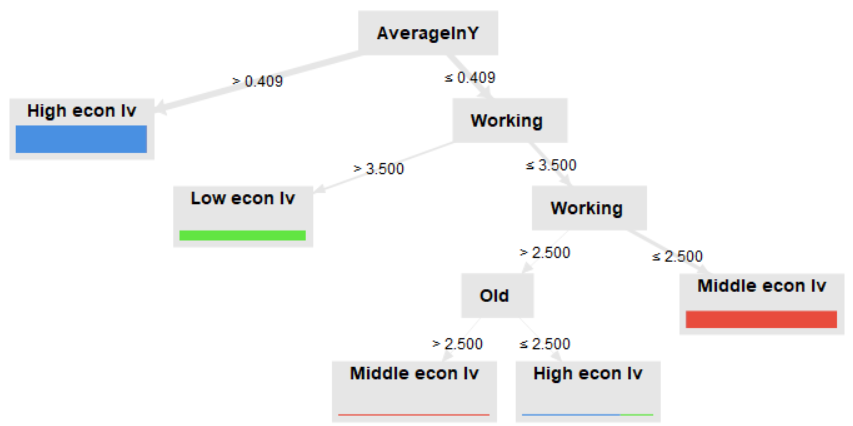 AverageInY
> 0.409
≤ 0.409
High econ lv
Working
> 3.500
≤ 3.500
Low econ lv
Working
> 2.500
≤ 2.500
Old
Middle econ lv
> 2.500
≤ 2.500
Middle econ lv
High econ lv